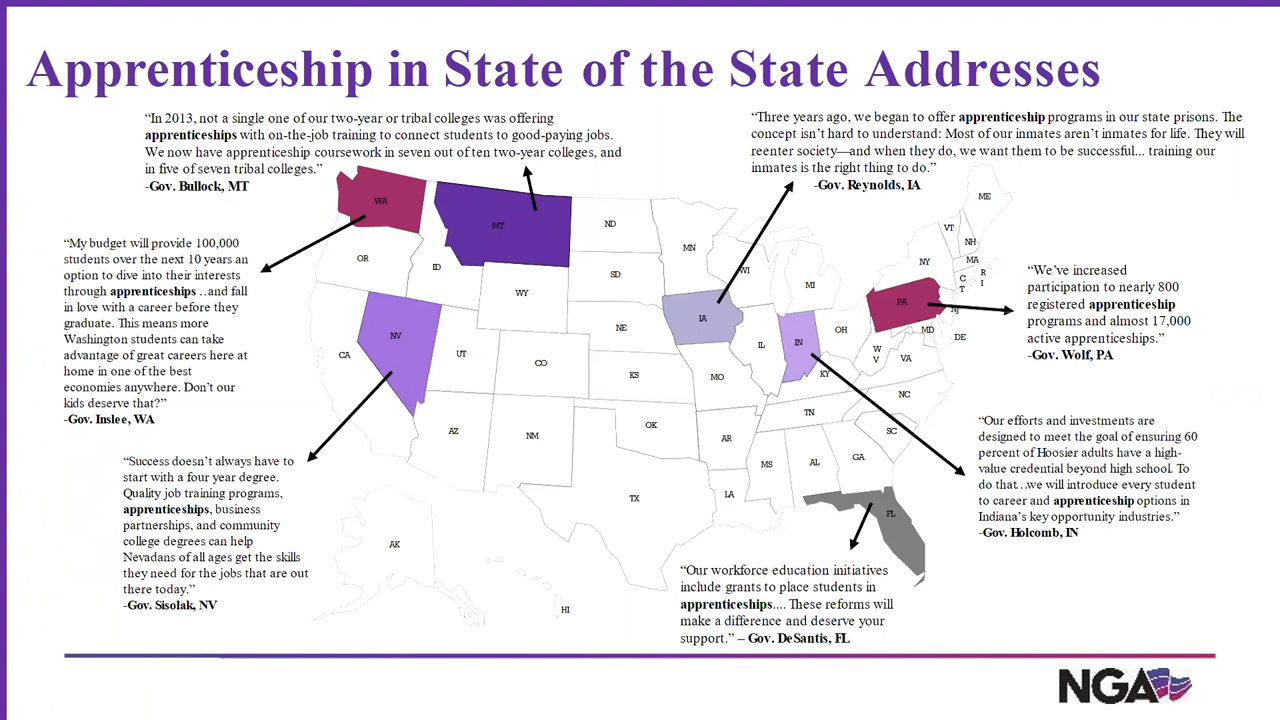 Apprenticeship in State of the State Addresses
“In 2013, not a single one of our two-year or tribal colleges was offering
apprenticeships with on-the-job training to connect students to good-paying jobs.
We now have apprenticeship coursework in seven out of ten two-year colleges, and
in five of seven tribal colleges.”
-Gov. Bullock, MT
“Three years ago, we began to offer apprenticeship programs in our state prisons. The
concept isn’t hard to understand: Most of our inmates aren’t inmates for life. They will
reenter society—and when they do, we want them to be successful... training our
inmates is the right thing to do.”
-Gov. Reynolds, IA
“My budget will provide 100,000
students over the next 10 years an
option to dive into their interests
through apprenticeships ...and fall
in love with a career before they
graduate. This means more
Washington students can take
advantage of great careers here at
home in one of the best
economies anywhere. Don’t our
kids deserve that?”
-Gov. Inslee, WA
“Success doesn’t always have to
start with a four year degree.
Quality job training programs,
apprenticeships, business
partnerships, and community
college degrees can help
Nevadans of all ages get the skills
they need for the jobs that are out
there today.”
-Gov. Sisolak, NV
WA
MT
ND
MN
ME
VT
NH
OR
ID
SD
WI
NY
MA
C
T
R
I
WY
MI
IA
PA
NJ
NV
NE
IL
IN
OH
MD
DE
CA
UT
CO
KS
MO
KY
W
V
VA
AZ
NM
OK
AR
TN
NC
SC
MS
AL
GA
TX
LA
FL
AK
HI
“We’ve increased
participation to nearly 800
registered apprenticeship
programs and almost 17,000
active apprenticeships.”
-Gov. Wolf, PA
“Our efforts and investments are
designed to meet the goal of ensuring 60
percent of Hoosier adults have a high-
value credential beyond high school. To
do that...we will introduce every student
to career and apprenticeship options in
Indiana’s key opportunity industries.”
-Gov. Holcomb, IN
“Our workforce education initiatives
include grants to place students in
apprenticeships.... These reforms will
make a difference and deserve your
support.” – Gov. DeSantis, FL
NGA